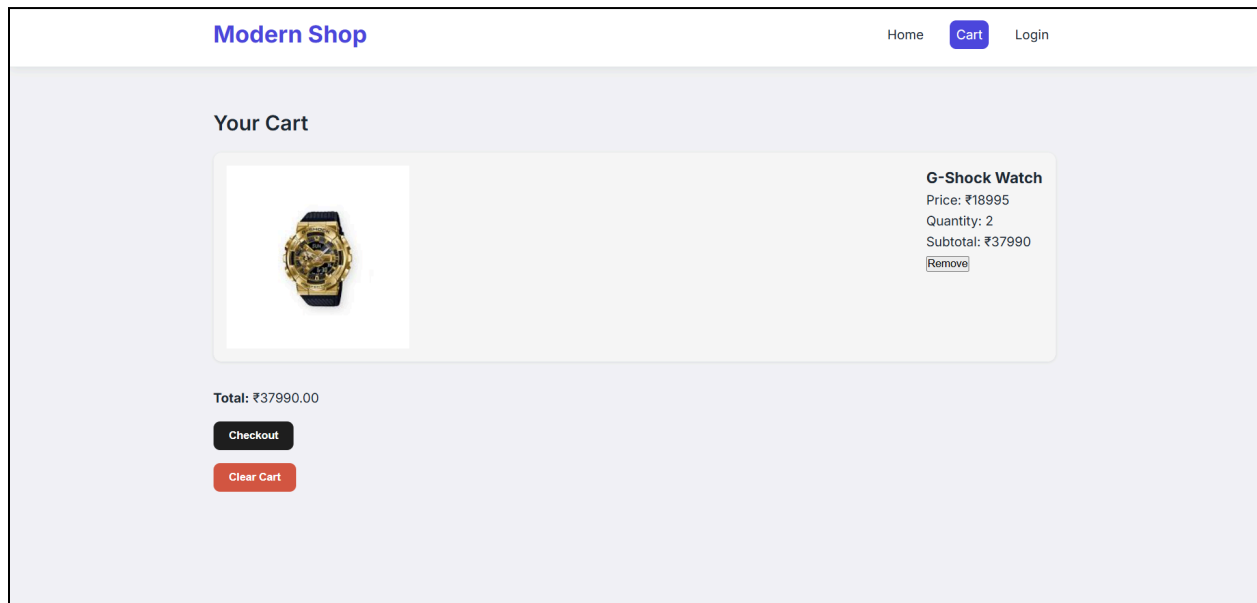 Modern Shop
Home Cart Login
Your Cart
G-Shock Watch
Price: ₹18995
Quantity: 2
Subtotal: ₹37990
Remove
Total: ₹37990.00
Checkout
Clear Cart